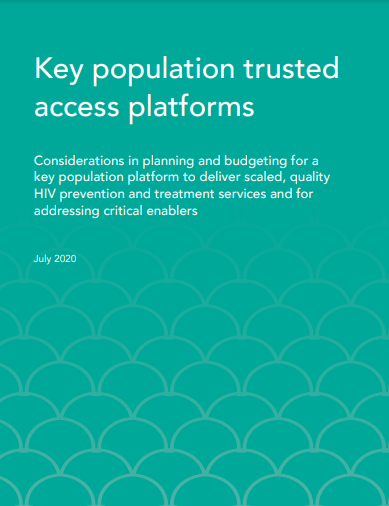 Key population trusted
access platforms
Considerations in planning and budgeting for a
key population platform to deliver scaled, quality
HIV prevention and treatment services and for
addressing critical enablers
July 2020